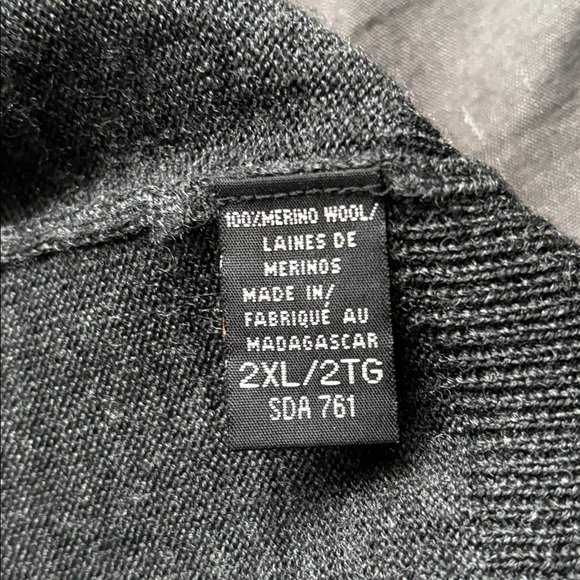 100%MERINO WOOL/
LAINES DE
MERINOS
MADE IN/
FABRIQUÉ AU
MADAGASCAR
2XL/2TG
SDA 761